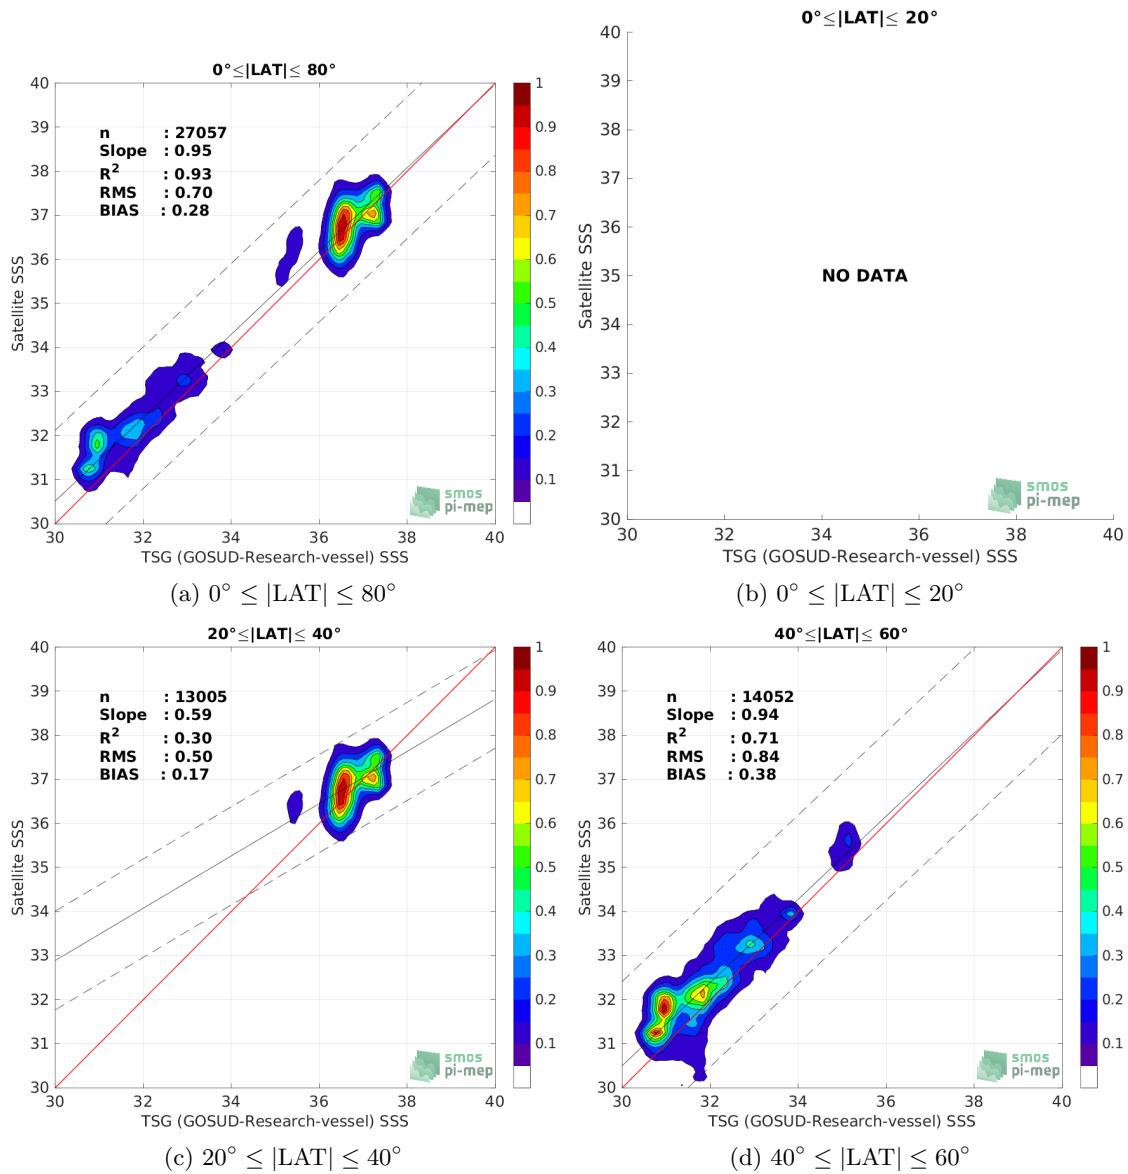 0°≤|LAT|≤ 80°
40
39
38
37
36
35
34
33
32
31
30
Satellite SSS
n : 27057
Slope : 0.95
R² : 0.93
RMS : 0.70
BIAS : 0.28
smos
pi-mep
30 32 34 36 38 40
TSG (GOSUD-Research-vessel) SSS
1
0.9
0.8
0.7
0.6
0.5
0.4
0.3
0.2
0.1
(a) 0° ≤ |LAT| ≤ 80°
0°≤|LAT|≤ 20°
40
39
38
37
36
35
34
33
32
31
30
Satellite SSS
NO DATA
smos
pi-mep
30 32 34 36 38 40
TSG (GOSUD-Research-vessel) SSS
(b) 0° ≤ |LAT| ≤ 20°
20°≤|LAT|≤ 40°
40
39
38
37
36
35
34
33
32
31
30
Satellite SSS
n : 13005
Slope : 0.59
R² : 0.30
RMS : 0.50
BIAS : 0.17
smos
pi-mep
30 32 34 36 38 40
TSG (GOSUD-Research-vessel) SSS
1
0.9
0.8
0.7
0.6
0.5
0.4
0.3
0.2
0.1
(c) 20° ≤ |LAT| ≤ 40°
40°≤|LAT|≤ 60°
40
39
38
37
36
35
34
33
32
31
30
Satellite SSS
n : 14052
Slope : 0.94
R² : 0.71
RMS : 0.84
BIAS : 0.38
smos
pi-mep
30 32 34 36 38 40
TSG (GOSUD-Research-vessel) SSS
1
0.9
0.8
0.7
0.6
0.5
0.4
0.3
0.2
0.1
(d) 40° ≤ |LAT| ≤ 60°